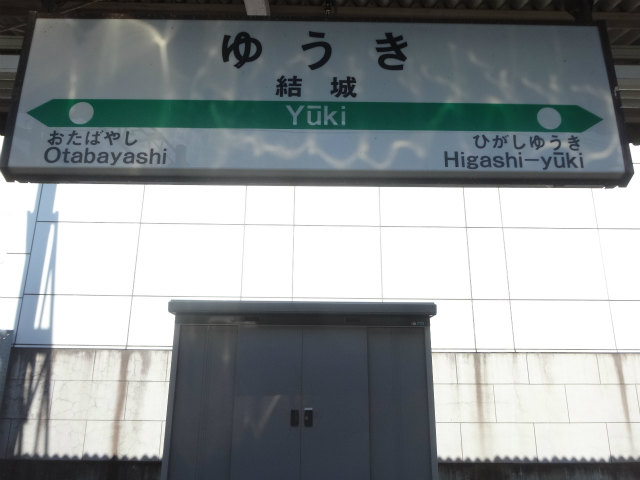 ゆうき
結城
Yūki
おたばやし
Otabayashi
ひがしゆうき
Higashi-yūki